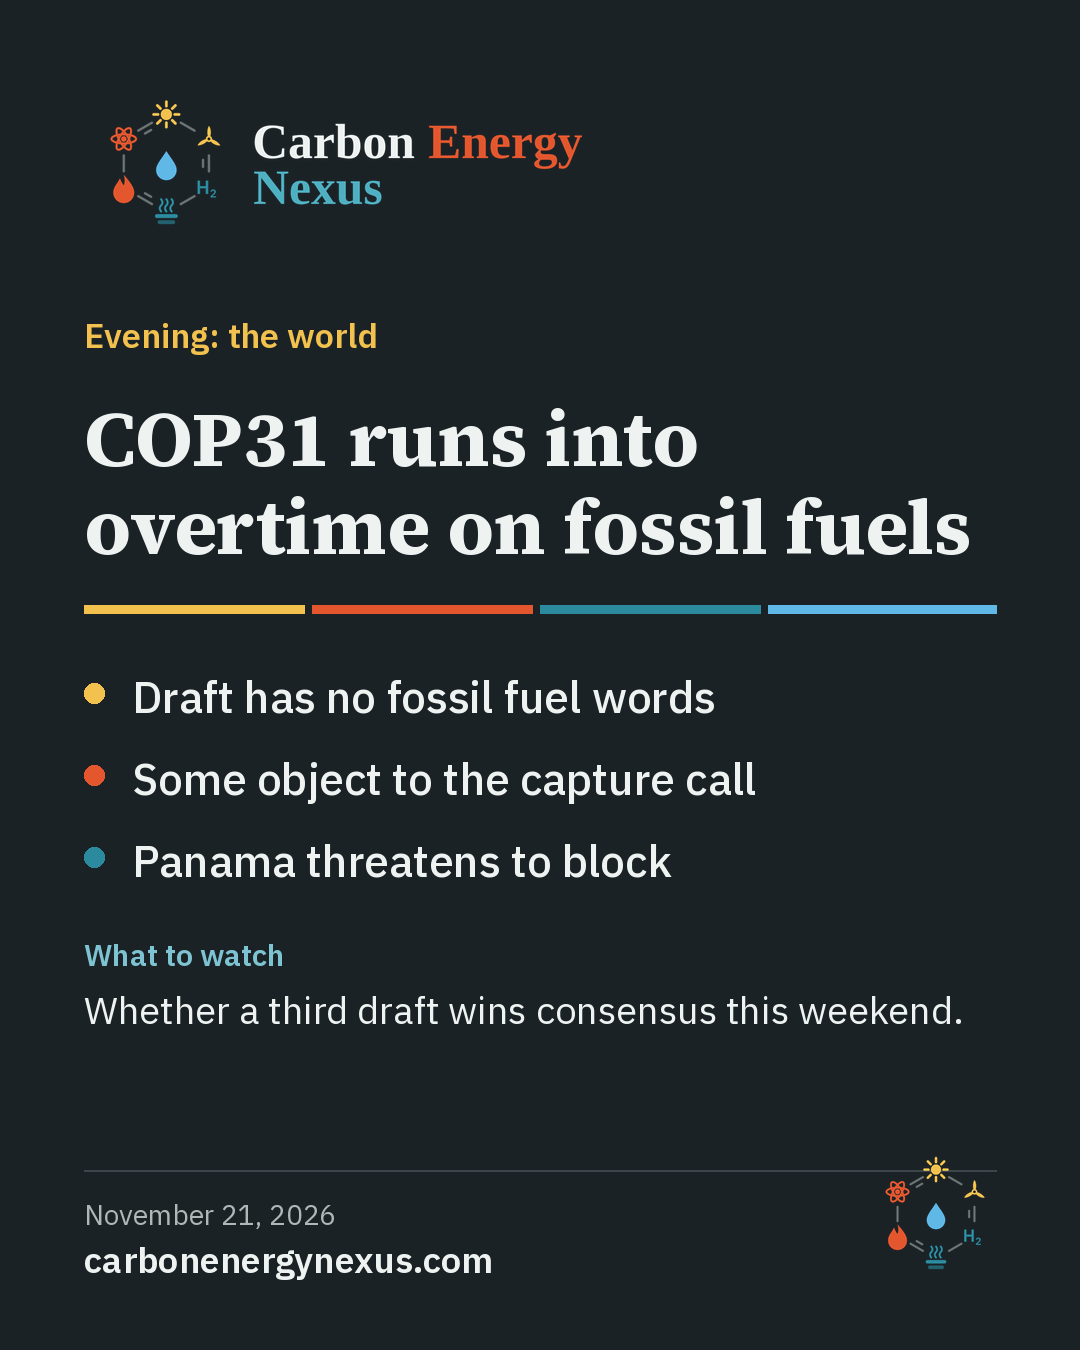 Carbon Energy
Nexus
Evening: the world
COP31 runs into
overtime on fossil fuels
Draft has no fossil fuel words
Some object to the capture call
Panama threatens to block
What to watch
Whether a third draft wins consensus this weekend.
November 21, 2026
carbonenergynexus.com
H₂
H₂